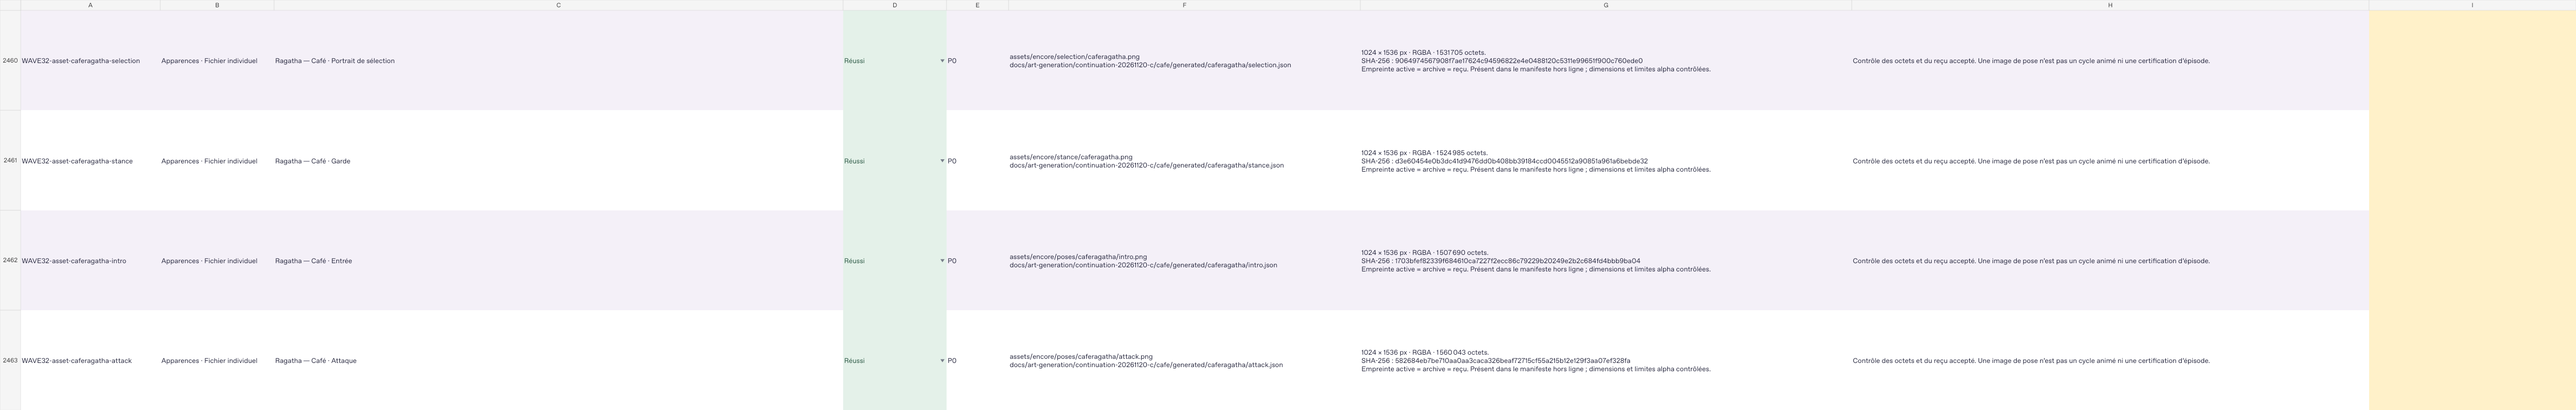 A B C D E F G H I
2460 WAVE32-asset-caferagatha-selection Apparences · Fichier individuel Ragatha — Café · Portrait de sélection Réussi P0
assets/encore/selection/caferagatha.png
docs/art-generation/continuation-20261120-c/cafe/generated/caferagatha/selection.json
1024 × 1536 px · RGBA · 1 531 705 octets.
SHA-256 : 9064974567908f7ae17624c94596822e4e0488120c5311e99651f900c760ede0
Empreinte active = archive = reçu. Présent dans le manifeste hors ligne ; dimensions et limites alpha contrôlées.
Contrôle des octets et du reçu accepté. Une image de pose n’est pas un cycle animé ni une certification d’épisode.
2461 WAVE32-asset-caferagatha-stance Apparences · Fichier individuel Ragatha — Café · Garde Réussi P0
assets/encore/stance/caferagatha.png
docs/art-generation/continuation-20261120-c/cafe/generated/caferagatha/stance.json
1024 × 1536 px · RGBA · 1 524 985 octets.
SHA-256 : d3e60454e0b3dc41d9476dd0b408bb39184ccd0045512a90851a961a6bebde32
Empreinte active = archive = reçu. Présent dans le manifeste hors ligne ; dimensions et limites alpha contrôlées.
Contrôle des octets et du reçu accepté. Une image de pose n’est pas un cycle animé ni une certification d’épisode.
2462 WAVE32-asset-caferagatha-intro Apparences · Fichier individuel Ragatha — Café · Entrée Réussi P0
assets/encore/poses/caferagatha/intro.png
docs/art-generation/continuation-20261120-c/cafe/generated/caferagatha/intro.json
1024 × 1536 px · RGBA · 1 507 690 octets.
SHA-256 : 1703bfef82339f684610ca7227f2ecc86c79229b20249e2b2c684fd4bbb9ba04
Empreinte active = archive = reçu. Présent dans le manifeste hors ligne ; dimensions et limites alpha contrôlées.
Contrôle des octets et du reçu accepté. Une image de pose n’est pas un cycle animé ni une certification d’épisode.
2463 WAVE32-asset-caferagatha-attack Apparences · Fichier individuel Ragatha — Café · Attaque Réussi P0
assets/encore/poses/caferagatha/attack.png
docs/art-generation/continuation-20261120-c/cafe/generated/caferagatha/attack.json
1024 × 1536 px · RGBA · 1 560 043 octets.
SHA-256 : 582684eb7be710aa0aa3caca326beaf72715cf55a215b12e129f3aa07ef328fa
Empreinte active = archive = reçu. Présent dans le manifeste hors ligne ; dimensions et limites alpha contrôlées.
Contrôle des octets et du reçu accepté. Une image de pose n’est pas un cycle animé ni une certification d’épisode.